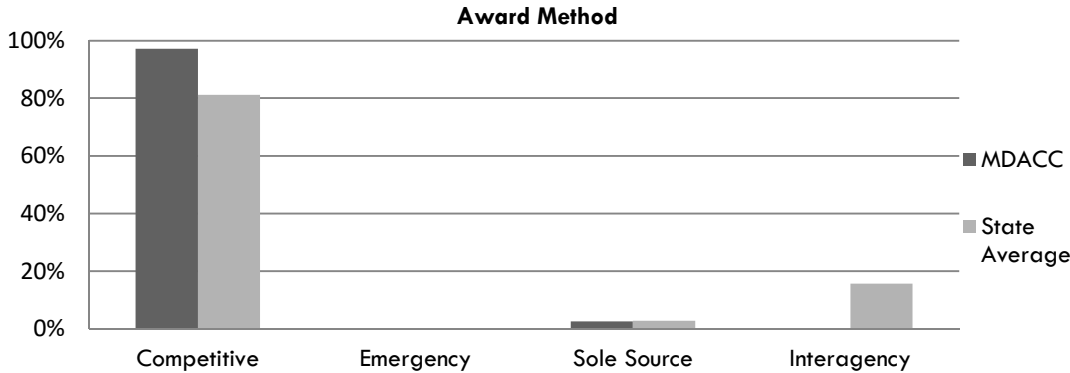 Award Method
100%
80%
60%
40%
20%
0%
Competitive
Emergency
Sole Source
Interagency
MDACC
State
Average